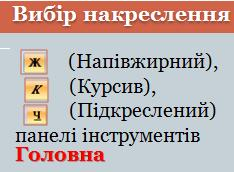 Вибір накреслення
Ж (Напівжирний),
К (Курсив),
Ч (Підкреслений)
панелі інструментів
Головна